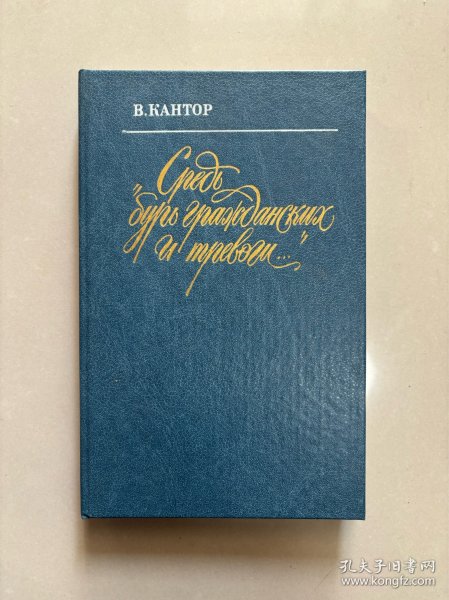 В. КАНТОР
Средь
"бурь гражданских
и тревоги..."
孔夫子旧书网
www.kongfz.com